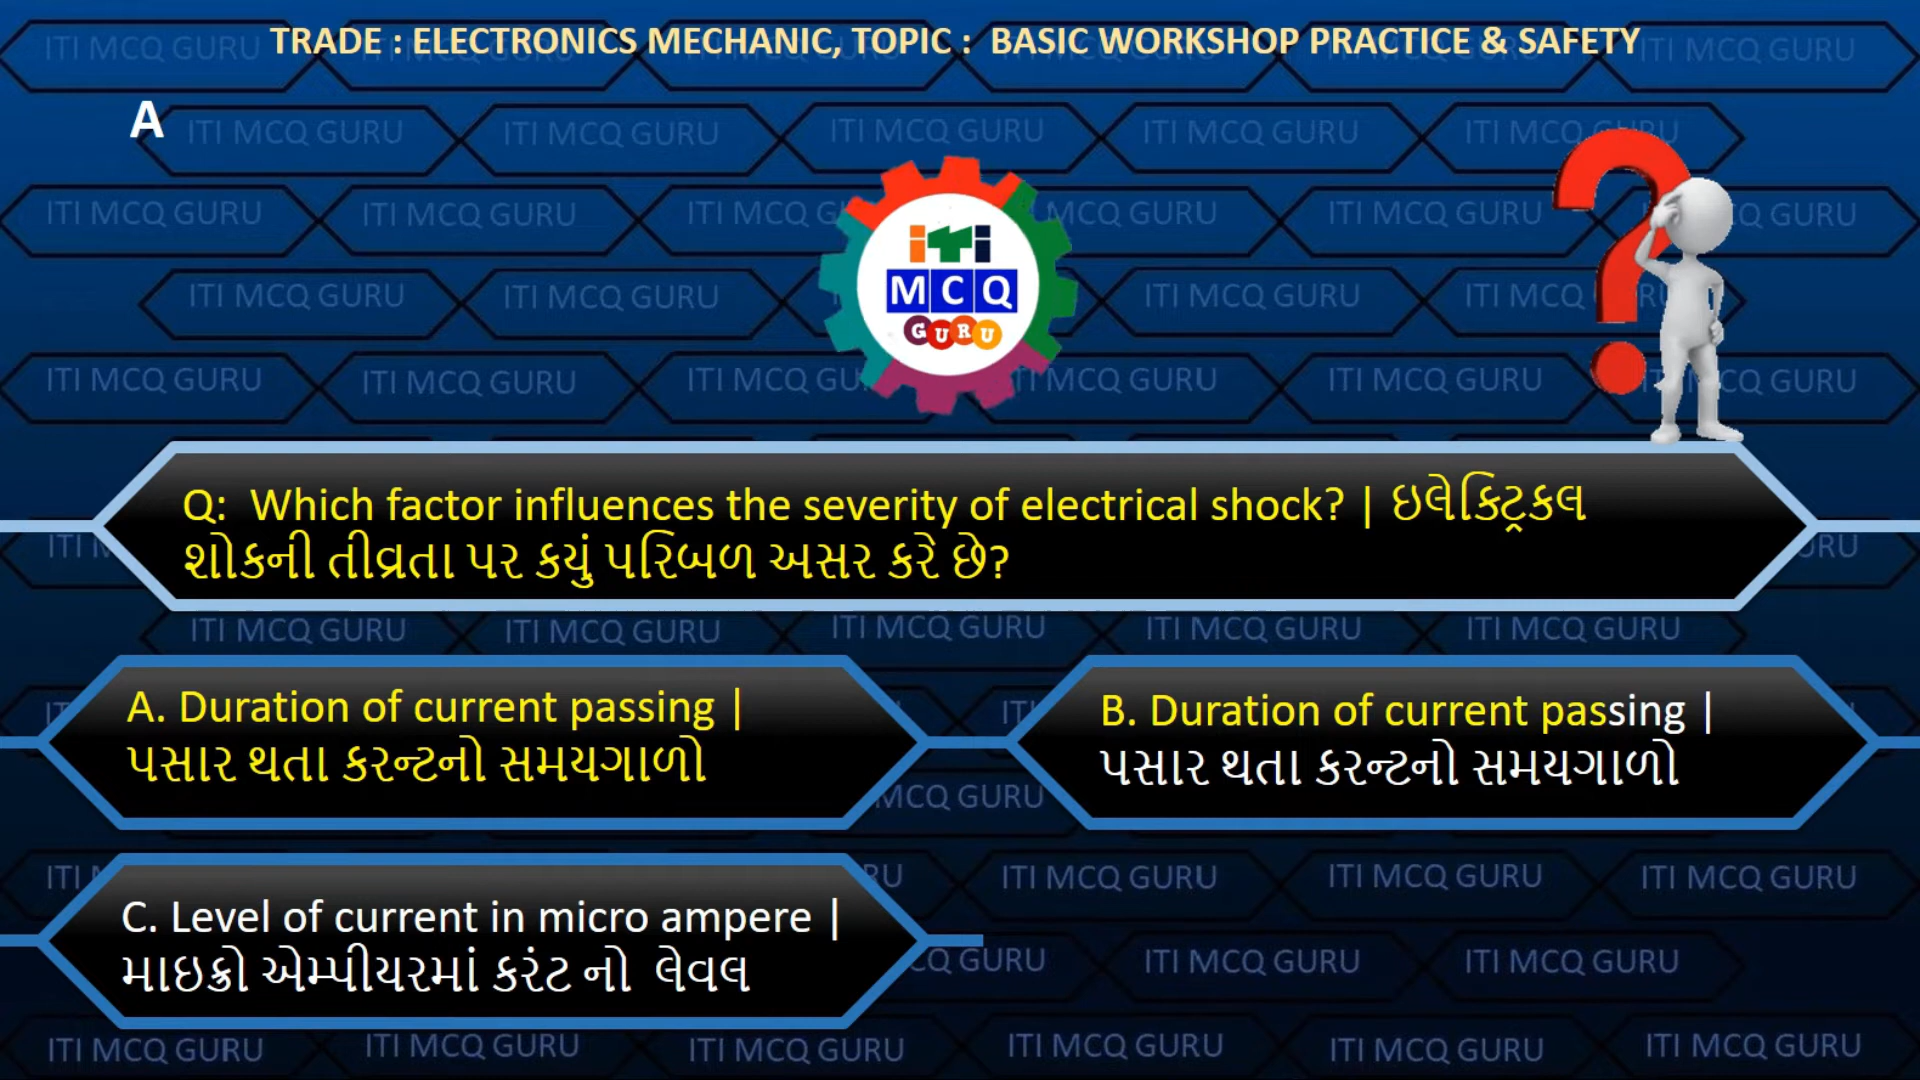 TRADE : ELECTRONICS MECHANIC, TOPIC : BASIC WORKSHOP PRACTICE & SAFETY
A
iTi
MCQ
GURU
Q: Which factor influences the severity of electrical shock? | ઇલેક્ટ્રિકલ
શોકની તીવ્રતા પર કયું પરિબળ અસર કરે છે?
A. Duration of current passing |
પસાર થતા કરન્ટનો સમયગાળો
B. Duration of current passing |
પસાર થતા કરન્ટનો સમયગાળો
C. Level of current in micro ampere |
માઇક્રો એમ્પીયરમાં કરંટ નો લેવલ
ITI MCQ GURU